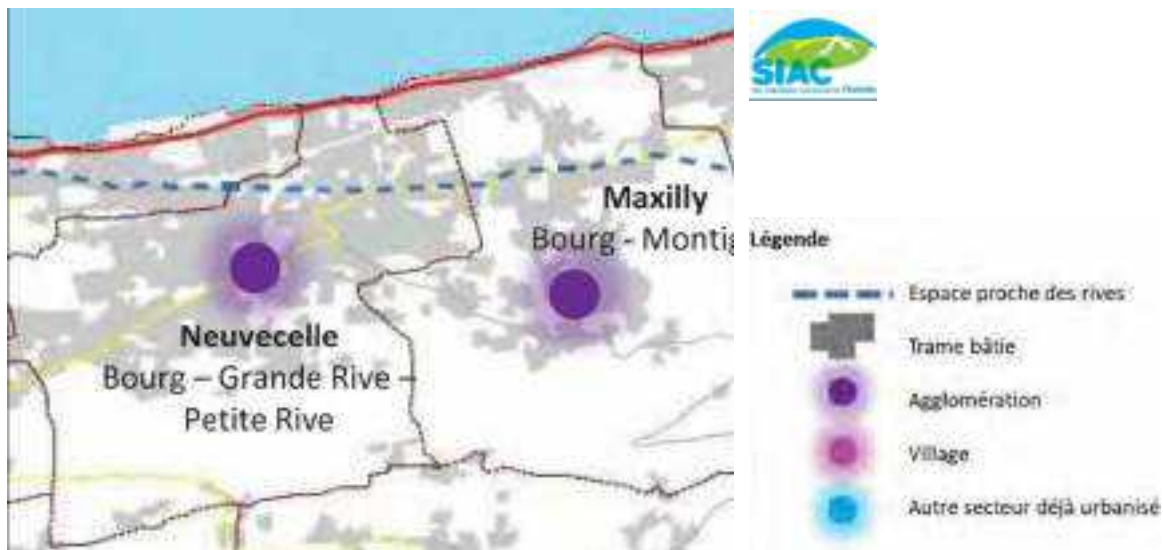 Maxilly
Bourg - Montig
Neuvecelle
Bourg – Grande Rive –
Petite Rive
SIAC
Légende
Espace proche des rives
Trame bâtie
Agglomération
Village
Autre secteur déjà urbanisé